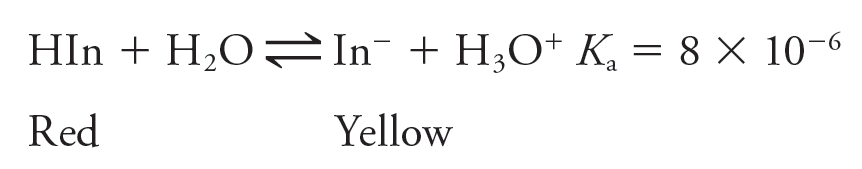 HIn + H₂O ⇌ In⁻ + H₃O⁺ Kₐ = 8 × 10⁻⁶
Red Yellow